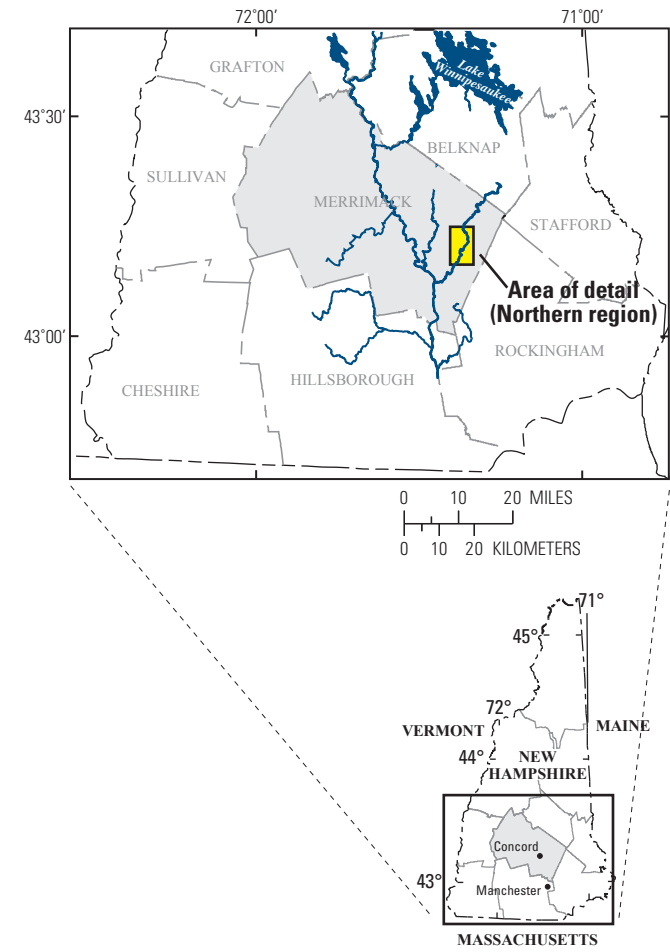 72°00'
71°00'
GRAFTON
Lake
Winnipesaukee
43°30'
BELKNAP
SULLIVAN
MERRIMACK
STAFFORD
Area of detail
(Northern region)
43°00'
ROCKINGHAM
HILLSBOROUGH
CHESHIRE
0 10 20 MILES
0 10 20 KILOMETERS
71°
45°
72°
VERMONT
MAINE
44°
NEW
HAMPSHIRE
Concord
43°
Manchester
MASSACHUSETTS